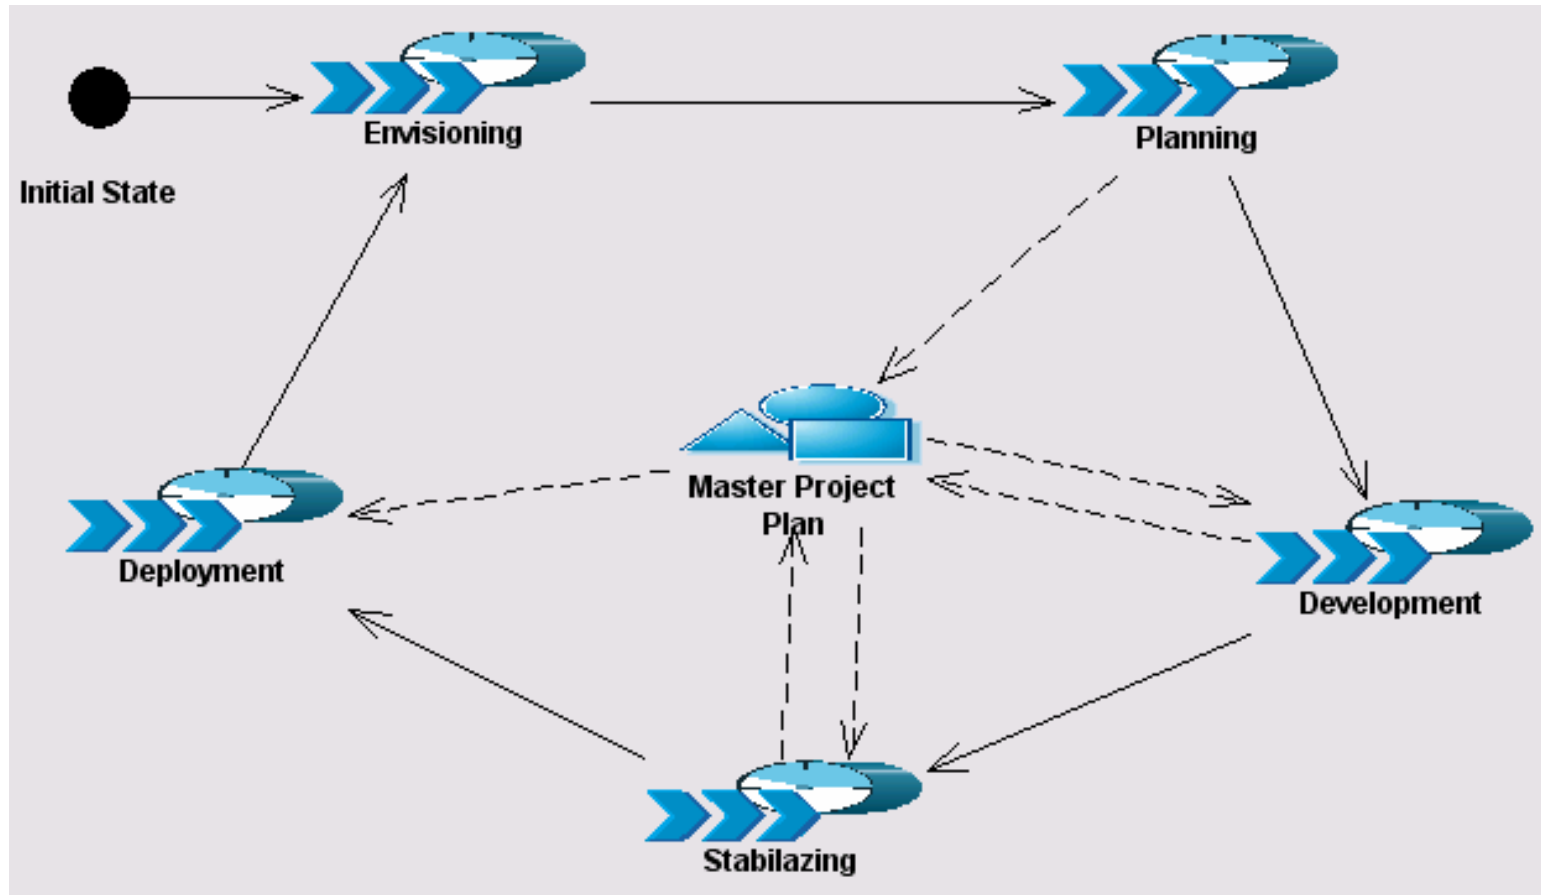 Envisioning
Planning
Initial State
Master Project
Plan
Deployment
Development
Stabilazing